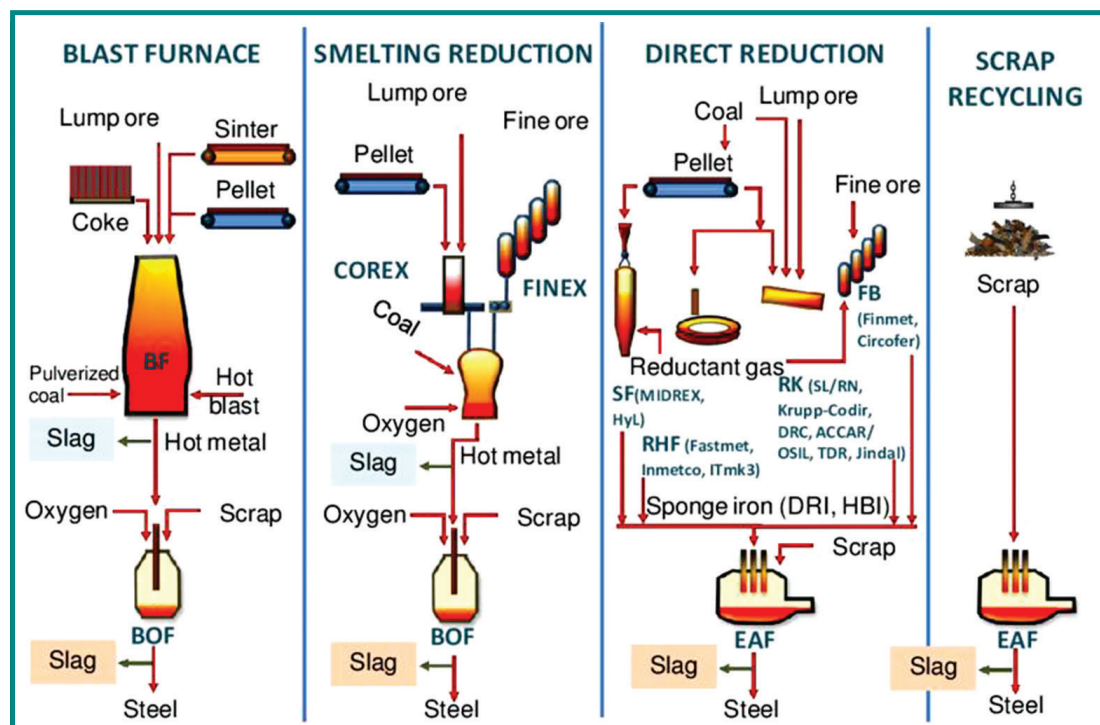 BLAST FURNACE
Lump ore
Sinter
Pellet
Coke
BF
Pulverized
coal
Hot
blast
Slag
Hot metal
Oxygen
Scrap
BOF
Slag
Steel
SMELTING REDUCTION
Lump ore
Fine ore
Pellet
COREX
FINEX
Coal
Oxygen
Hot metal
Slag
Oxygen
Scrap
BOF
Slag
Steel
DIRECT REDUCTION
Coal
Lump ore
Pellet
Fine ore
FB
(Finmet,
Circofer)
Reductant gas
SF(MIDREX,
HyL)
RHF (Fastmet,
Inmetco, ITmk3)
RK (SL/RN,
Krupp-Codir,
DRC, ACCAR/
OSIL, TDR, Jindal)
Sponge iron (DRI, HBI)
Scrap
EAF
Slag
Steel
SCRAP
RECYCLING
Scrap
EAF
Slag
Steel